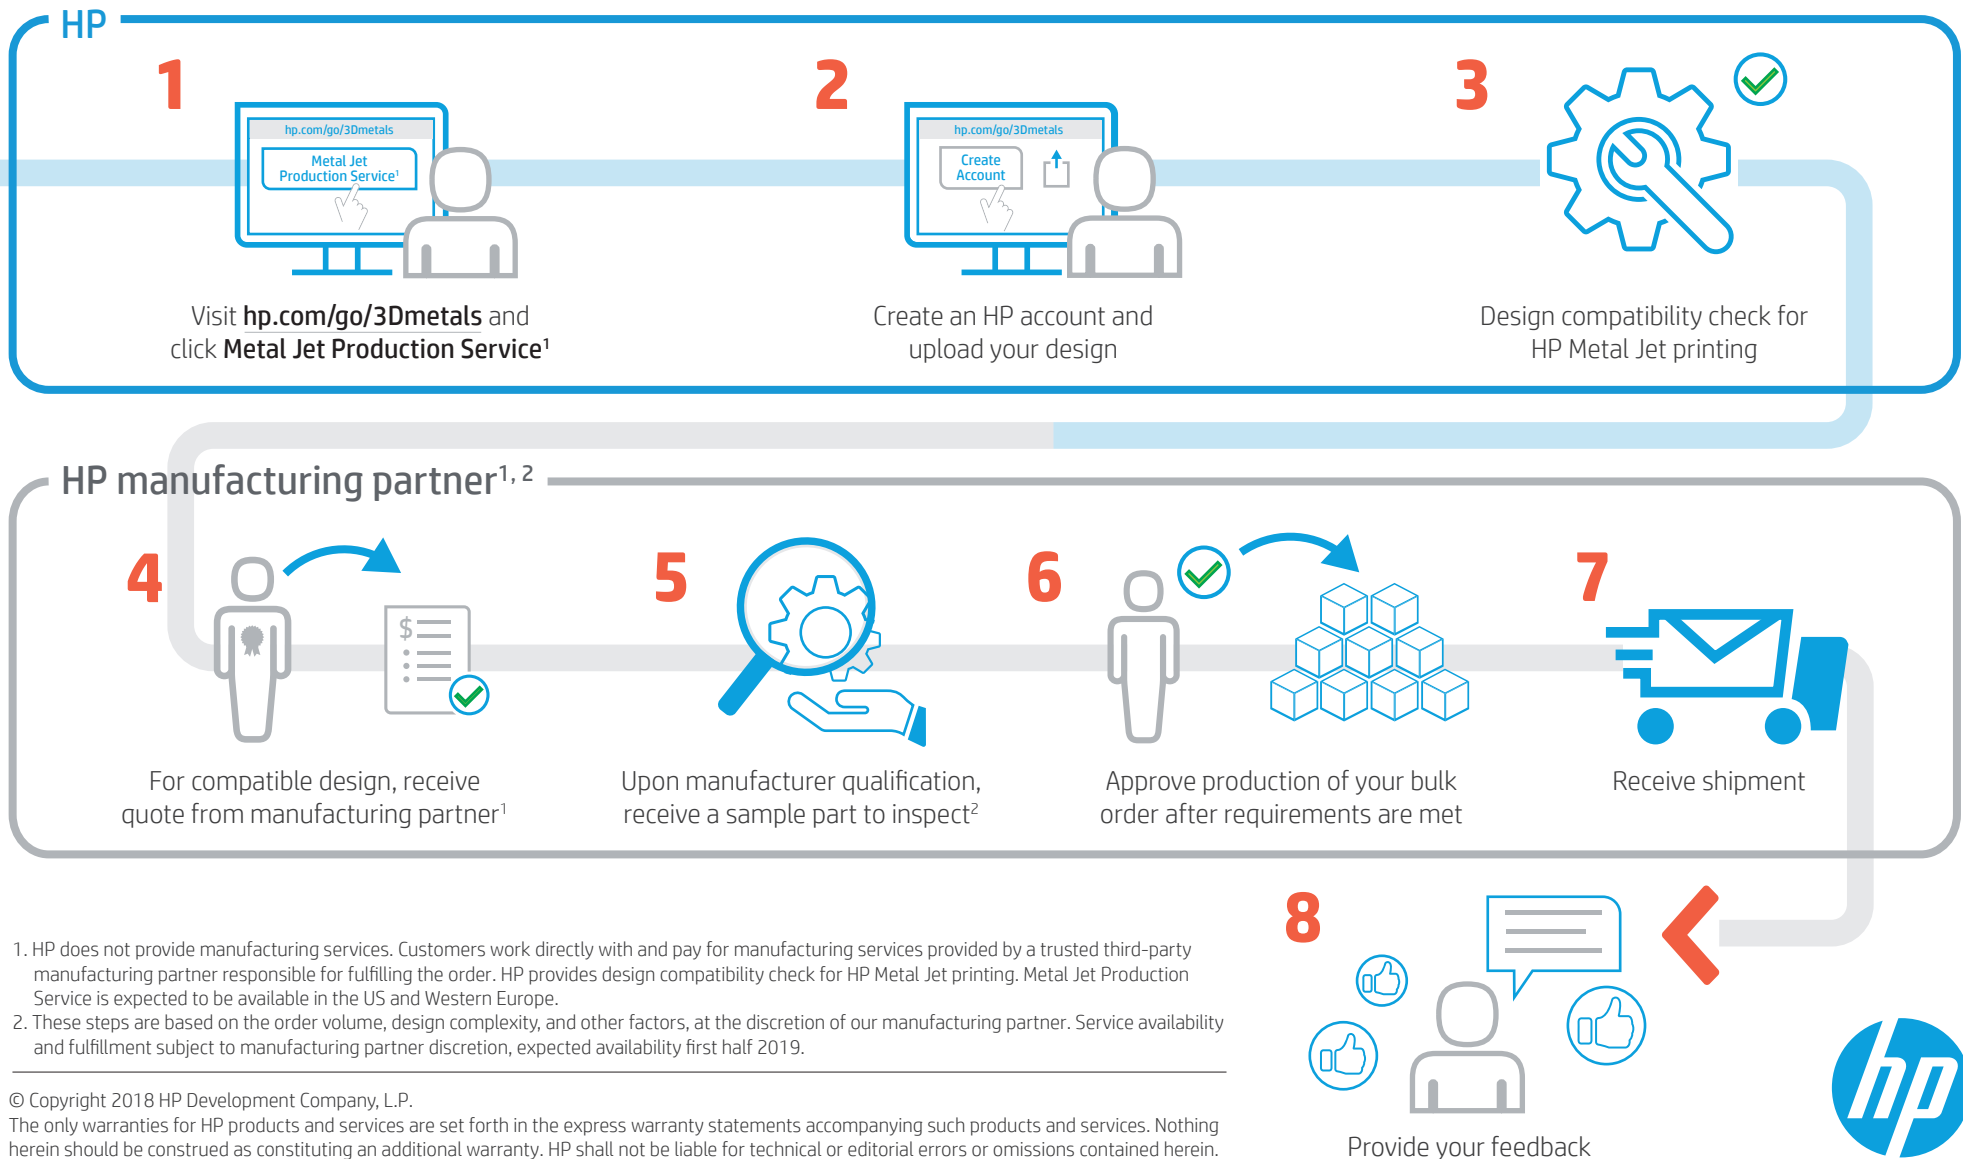 HP
1
2
3
hp.com/go/3Dmetals
Metal Jet
Production Service¹
hp.com/go/3Dmetals
Create
Account
Visit hp.com/go/3Dmetals and
click Metal Jet Production Service¹
Create an HP account and
upload your design
Design compatibility check for
HP Metal Jet printing
HP manufacturing partner¹, ²
4
5
6
7
$
For compatible design, receive
quote from manufacturing partner¹
Upon manufacturer qualification,
receive a sample part to inspect²
Approve production of your bulk
order after requirements are met
Receive shipment
8
Provide your feedback
1. HP does not provide manufacturing services. Customers work directly with and pay for manufacturing services provided by a trusted third-party
manufacturing partner responsible for fulfilling the order. HP provides design compatibility check for HP Metal Jet printing. Metal Jet Production
Service is expected to be available in the US and Western Europe.
2. These steps are based on the order volume, design complexity, and other factors, at the discretion of our manufacturing partner. Service availability
and fulfillment subject to manufacturing partner discretion, expected availability first half 2019.
© Copyright 2018 HP Development Company, L.P.
The only warranties for HP products and services are set forth in the express warranty statements accompanying such products and services. Nothing
herein should be construed as constituting an additional warranty. HP shall not be liable for technical or editorial errors or omissions contained herein.
hp